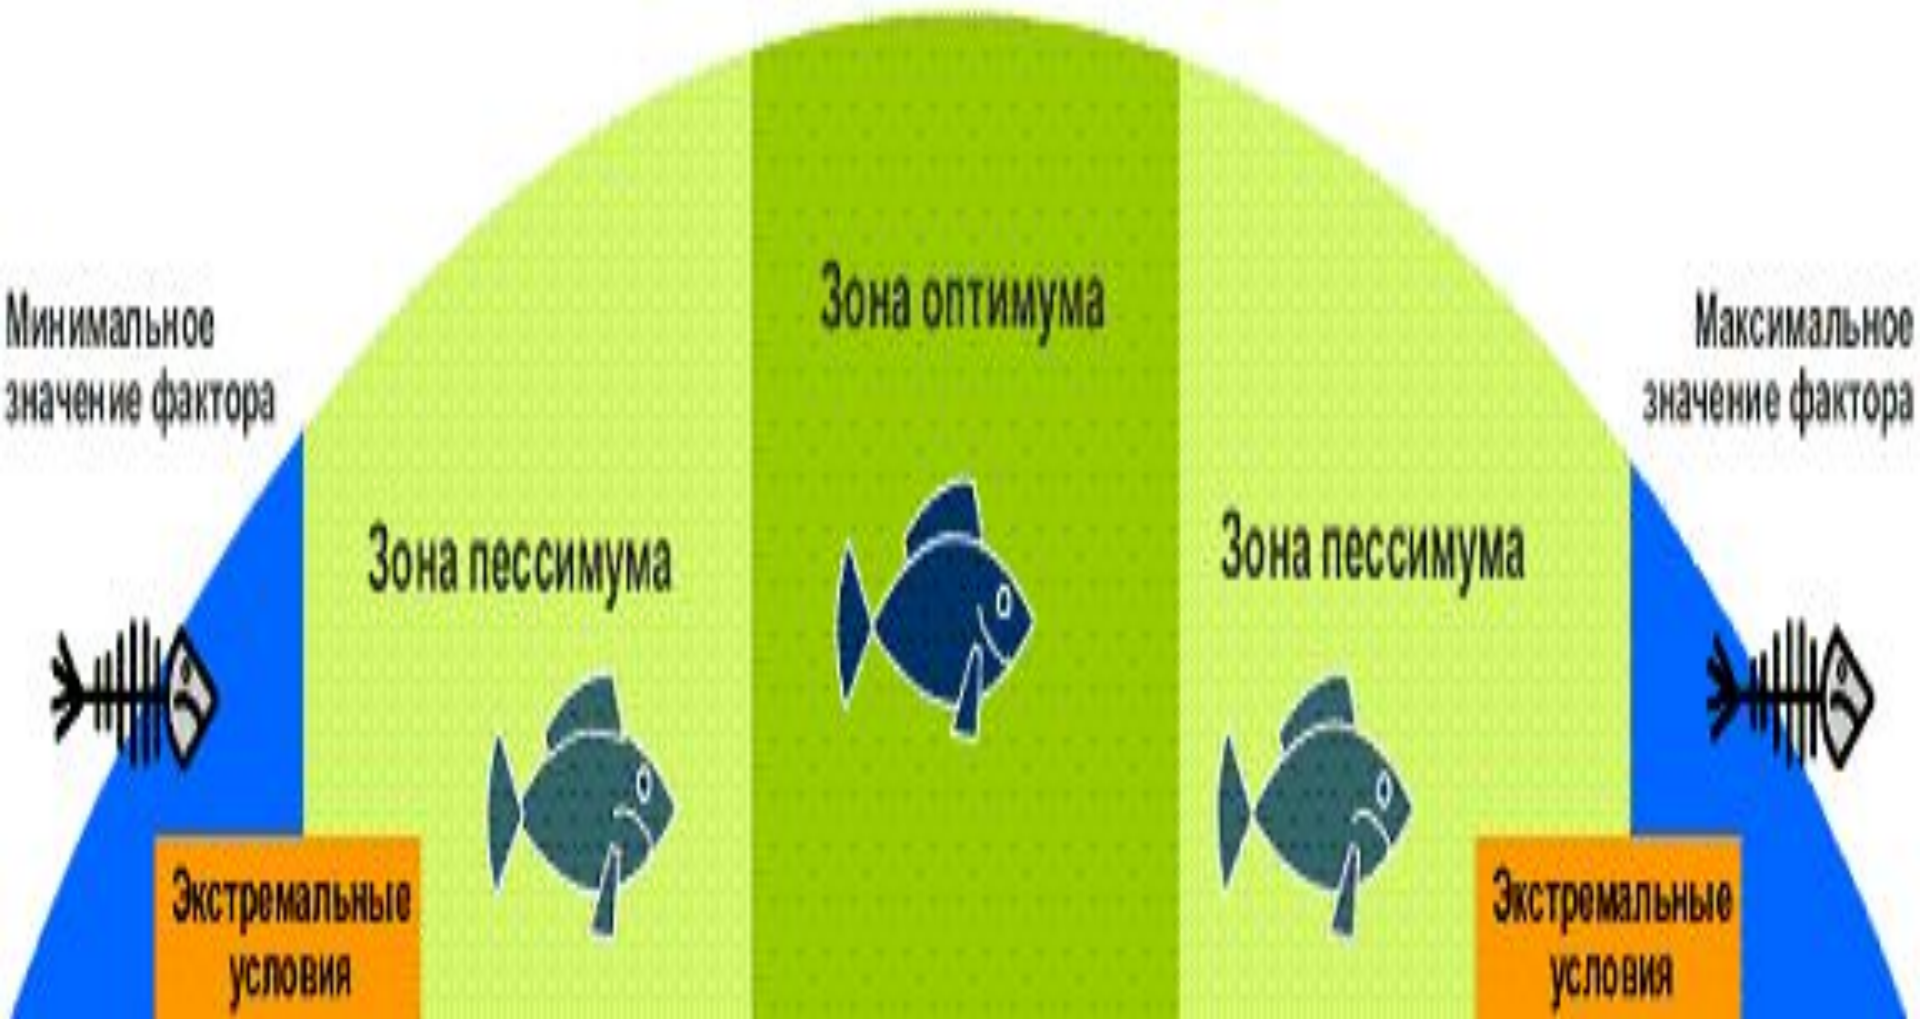 Зона оптимума
Минимальное
значение фактора
Максимальное
значение фактора
Зона пессимума
Зона пессимума
Экстремальные
условия
Экстремальные
условия